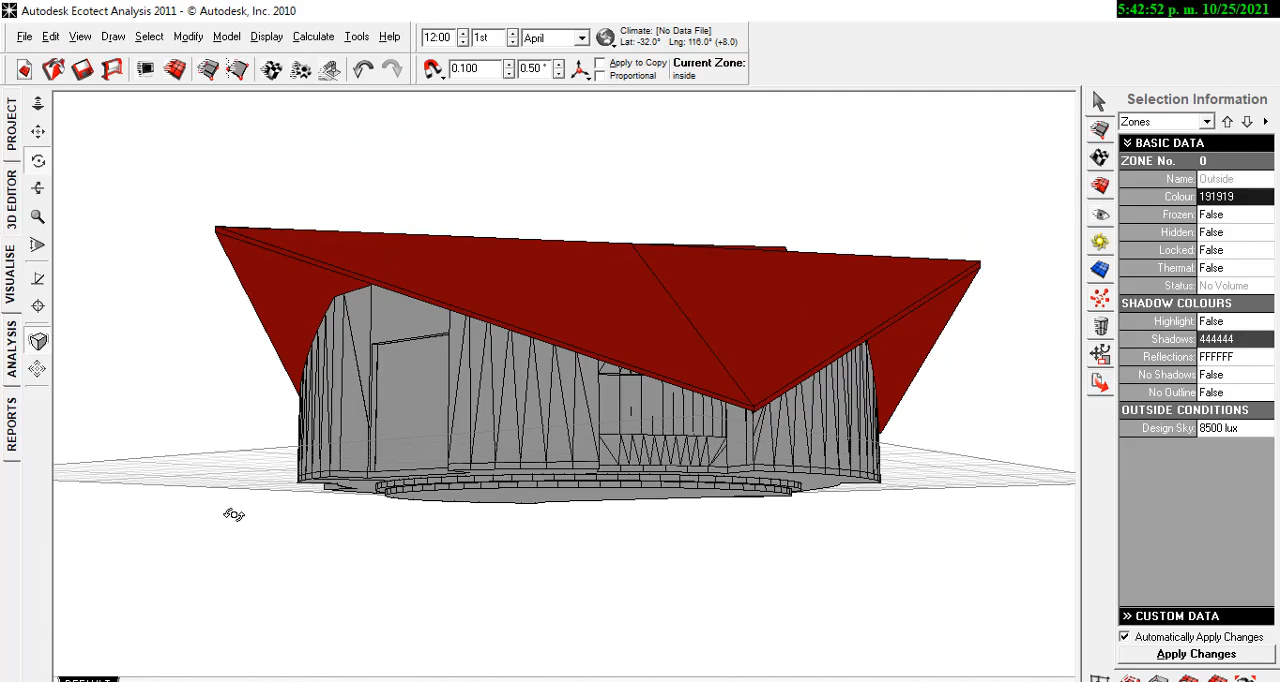 Autodesk Ecotect Analysis 2011 - © Autodesk, Inc. 2010
5:42:52 p. m. 10/25/2021
File Edit View Draw Select Modify Model Display Calculate Tools Help
12:00 1st April
Climate: [No Data File]
Lat: -32.0° Lng: 116.0° (+8.0)
0.100 0.50 °
Apply to Copy
Proportional
Current Zone:
inside
PROJECT
3D EDITOR
VISUALISE
ANALYSIS
REPORTS
Selection Information
Zones
BASIC DATA
ZONE No. 0
Name: Outside
Colour: 191919
Frozen: False
Hidden: False
Locked: False
Thermal: False
Status: No Volume
SHADOW COLOURS
Highlight: False
Shadows: 444444
Reflections: FFFFFF
No Shadows: False
No Outline: False
OUTSIDE CONDITIONS
Design Sky: 8500 lux
CUSTOM DATA
Automatically Apply Changes
Apply Changes
DEFAULT